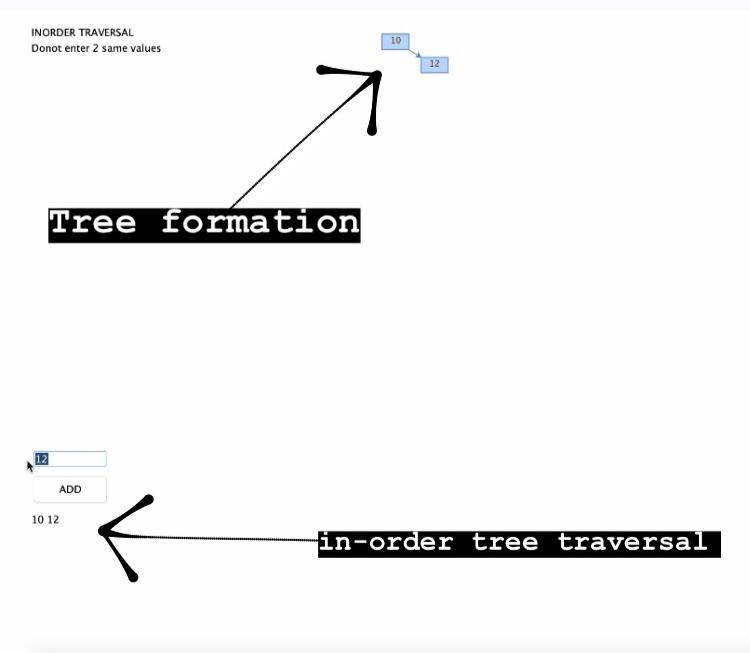 INORDER TRAVERSAL
Donot enter 2 same values
10
12
Tree formation
12
ADD
10 12
in-order tree traversal